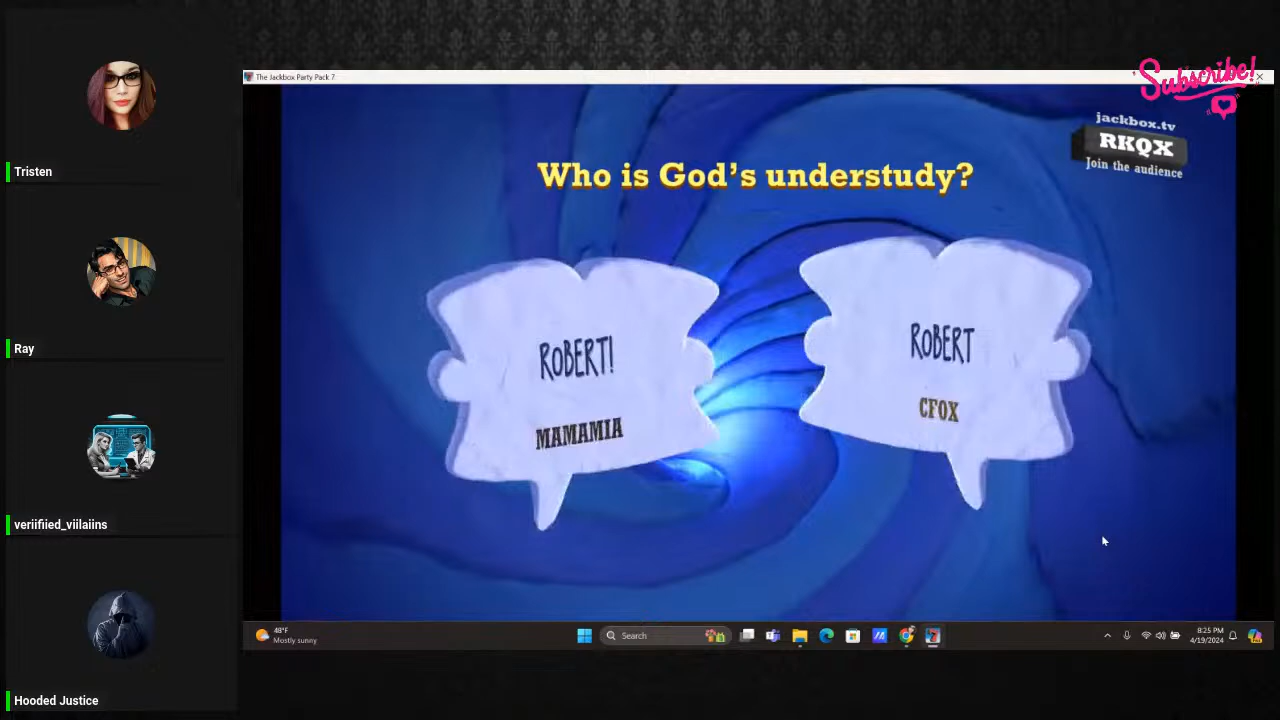 Subscribe!
The Jackbox Party Pack 7
jackbox.tv
RKQX
Join the audience
Who is God's understudy?
ROBERT!
MAMAMIA
ROBERT
CFOX
Tristen
Ray
veriifiied_viilaiins
Hooded Justice
48°F
Mostly sunny
Search
8:25 PM
4/19/2024